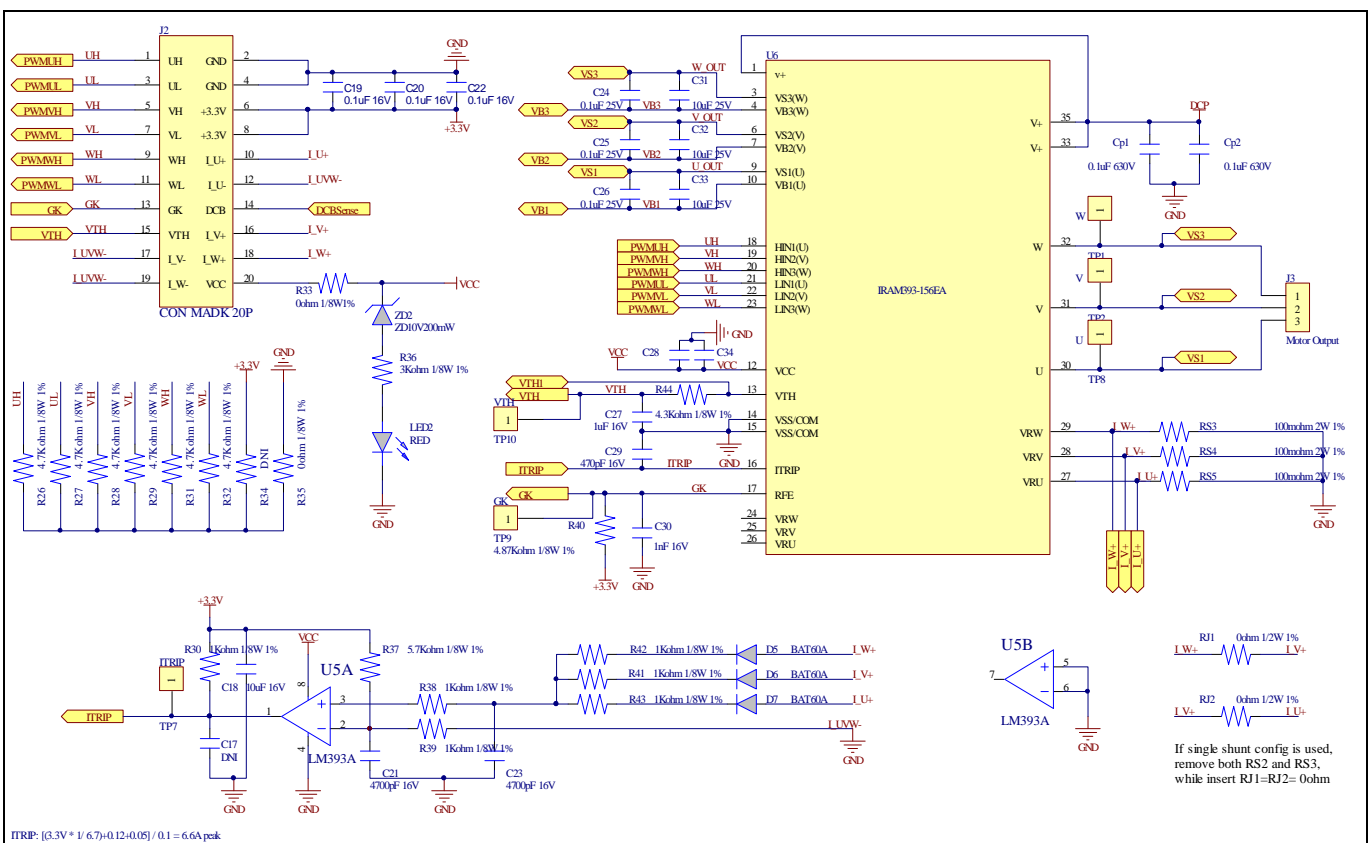 J2
CON MADK 20P
PWMUH UH 1 UH GND 2
PWMUL UL 3 UL GND 4
PWMVH VH 5 VH +3.3V 6
PWMVL VL 7 VL +3.3V 8
PWMWH WH 9 WH I_U+ 10 I_U+
PWMWL WL 11 WL I_U- 12 I_UVW-
GK GK 13 GK DCB 14 DCBSense
VTH VTH 15 VTH I_V+ 16 I_V+
I_UVW- 17 I_V- I_W+ 18 I_W+
I_UVW- 19 I_W- VCC 20
GND
C19
0.1uF 16V
C20
0.1uF 16V
C22
0.1uF 16V
+3.3V
R33
0ohm 1/8W1%
VCC
ZD2
ZD10V200mW
R36
3Kohm 1/8W 1%
LED2
RED
GND
UH
UL
VH
VL
WH
WL
+3.3V
GND
4.7Kohm 1/8W 1%
4.7Kohm 1/8W 1%
4.7Kohm 1/8W 1%
4.7Kohm 1/8W 1%
4.7Kohm 1/8W 1%
4.7Kohm 1/8W 1%
DNI
0ohm 1/8W 1%
R26
R27
R28
R29
R31
R32
R34
R35
U6
IRAM393-156EA
1 v+
3 VS3(W)
4 VB3(W)
6 VS2(V)
7 VB2(V)
9 VS1(U)
10 VB1(U)
VS3 W_OUT
C31
C24
0.1uF 25V VB3 10uF 25V
VB3
VS2 V_OUT
C32
C25
0.1uF 25V VB2 10uF 25V
VB2
VS1 U_OUT
C33
C26
0.1uF 25V VB1 10uF 25V
VB1
PWMUH UH 18 HIN1(U)
PWMVH VH 19 HIN2(V)
PWMWH WH 20 HIN3(W)
PWMUL UL 21 LIN1(U)
PWMVL VL 22 LIN2(V)
PWMWL WL 23 LIN3(W)
GND
VCC C28 C34 VCC 12 VCC
VTH1
VTH VTH R44 13 VTH
4.3Kohm 1/8W 1%
VTH
1
TP10
C27
1uF 16V
14 VSS/COM
15 VSS/COM
C29
470pF 16V
GND
ITRIP ITRIP 16 ITRIP
GK GK 17 RFE
GK
1
TP9
R40
4.87Kohm 1/8W 1%
+3.3V
C30
1nF 16V
GND
24 VRW
25 VRV
26 VRU
V+ 35
V+ 33
DCP
Cp1
0.1uF 630V
Cp2
0.1uF 630V
GND
W 1 TP1
W 32 VS3
V 1 TP2
V 31 VS2
U 1 TP8
U 30 VS1
J3
1
2
3
Motor Output
VRW 29 I_W+ RS3 100mohm 2W 1%
VRV 28 I_V+ RS4 100mohm 2W 1%
VRU 27 I_U+ RS5 100mohm 2W 1%
GND
I_W+
I_V+
I_U+
+3.3V
R30 1Kohm 1/8W 1%
ITRIP
1
TP7
C18 10uF 16V
ITRIP
C17
DNI
GND
VCC
U5A
8
3
2
1
4
LM393A
GND
R37 5.7Kohm 1/8W 1%
R38 1Kohm 1/8W 1%
R39 1Kohm 1/8W 1%
C21
4700pF 16V
GND
C23
4700pF 16V
R42 1Kohm 1/8W 1% D5 BAT60A I_W+
R41 1Kohm 1/8W 1% D6 BAT60A I_V+
R43 1Kohm 1/8W 1% D7 BAT60A I_U+
I_UVW-
GND
U5B
7
5
6
LM393A
GND
RJ1 0ohm 1/2W 1%
I_W+ I_V+
RJ2 0ohm 1/2W 1%
I_V+ I_U+
If single shunt config is used,
remove both RS2 and RS3,
while insert RJ1=RJ2= 0ohm
ITRIP: [(3.3V * 1/ 6.7)+0.12+0.05] / 0.1 = 6.6A peak